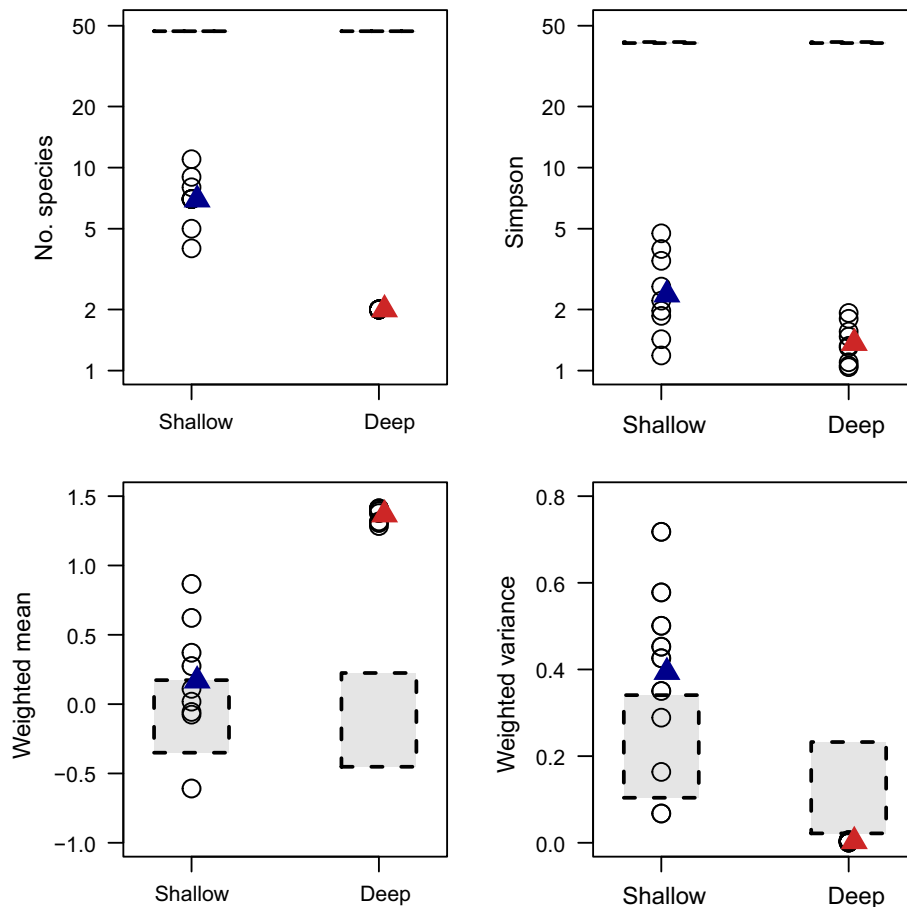 No. species
50
20
10
5
2
1
Shallow Deep
Simpson
50
20
10
5
2
1
Shallow Deep
Weighted mean
1.5
1.0
0.5
0.0
−0.5
−1.0
Shallow Deep
Weighted variance
0.8
0.6
0.4
0.2
0.0
Shallow Deep